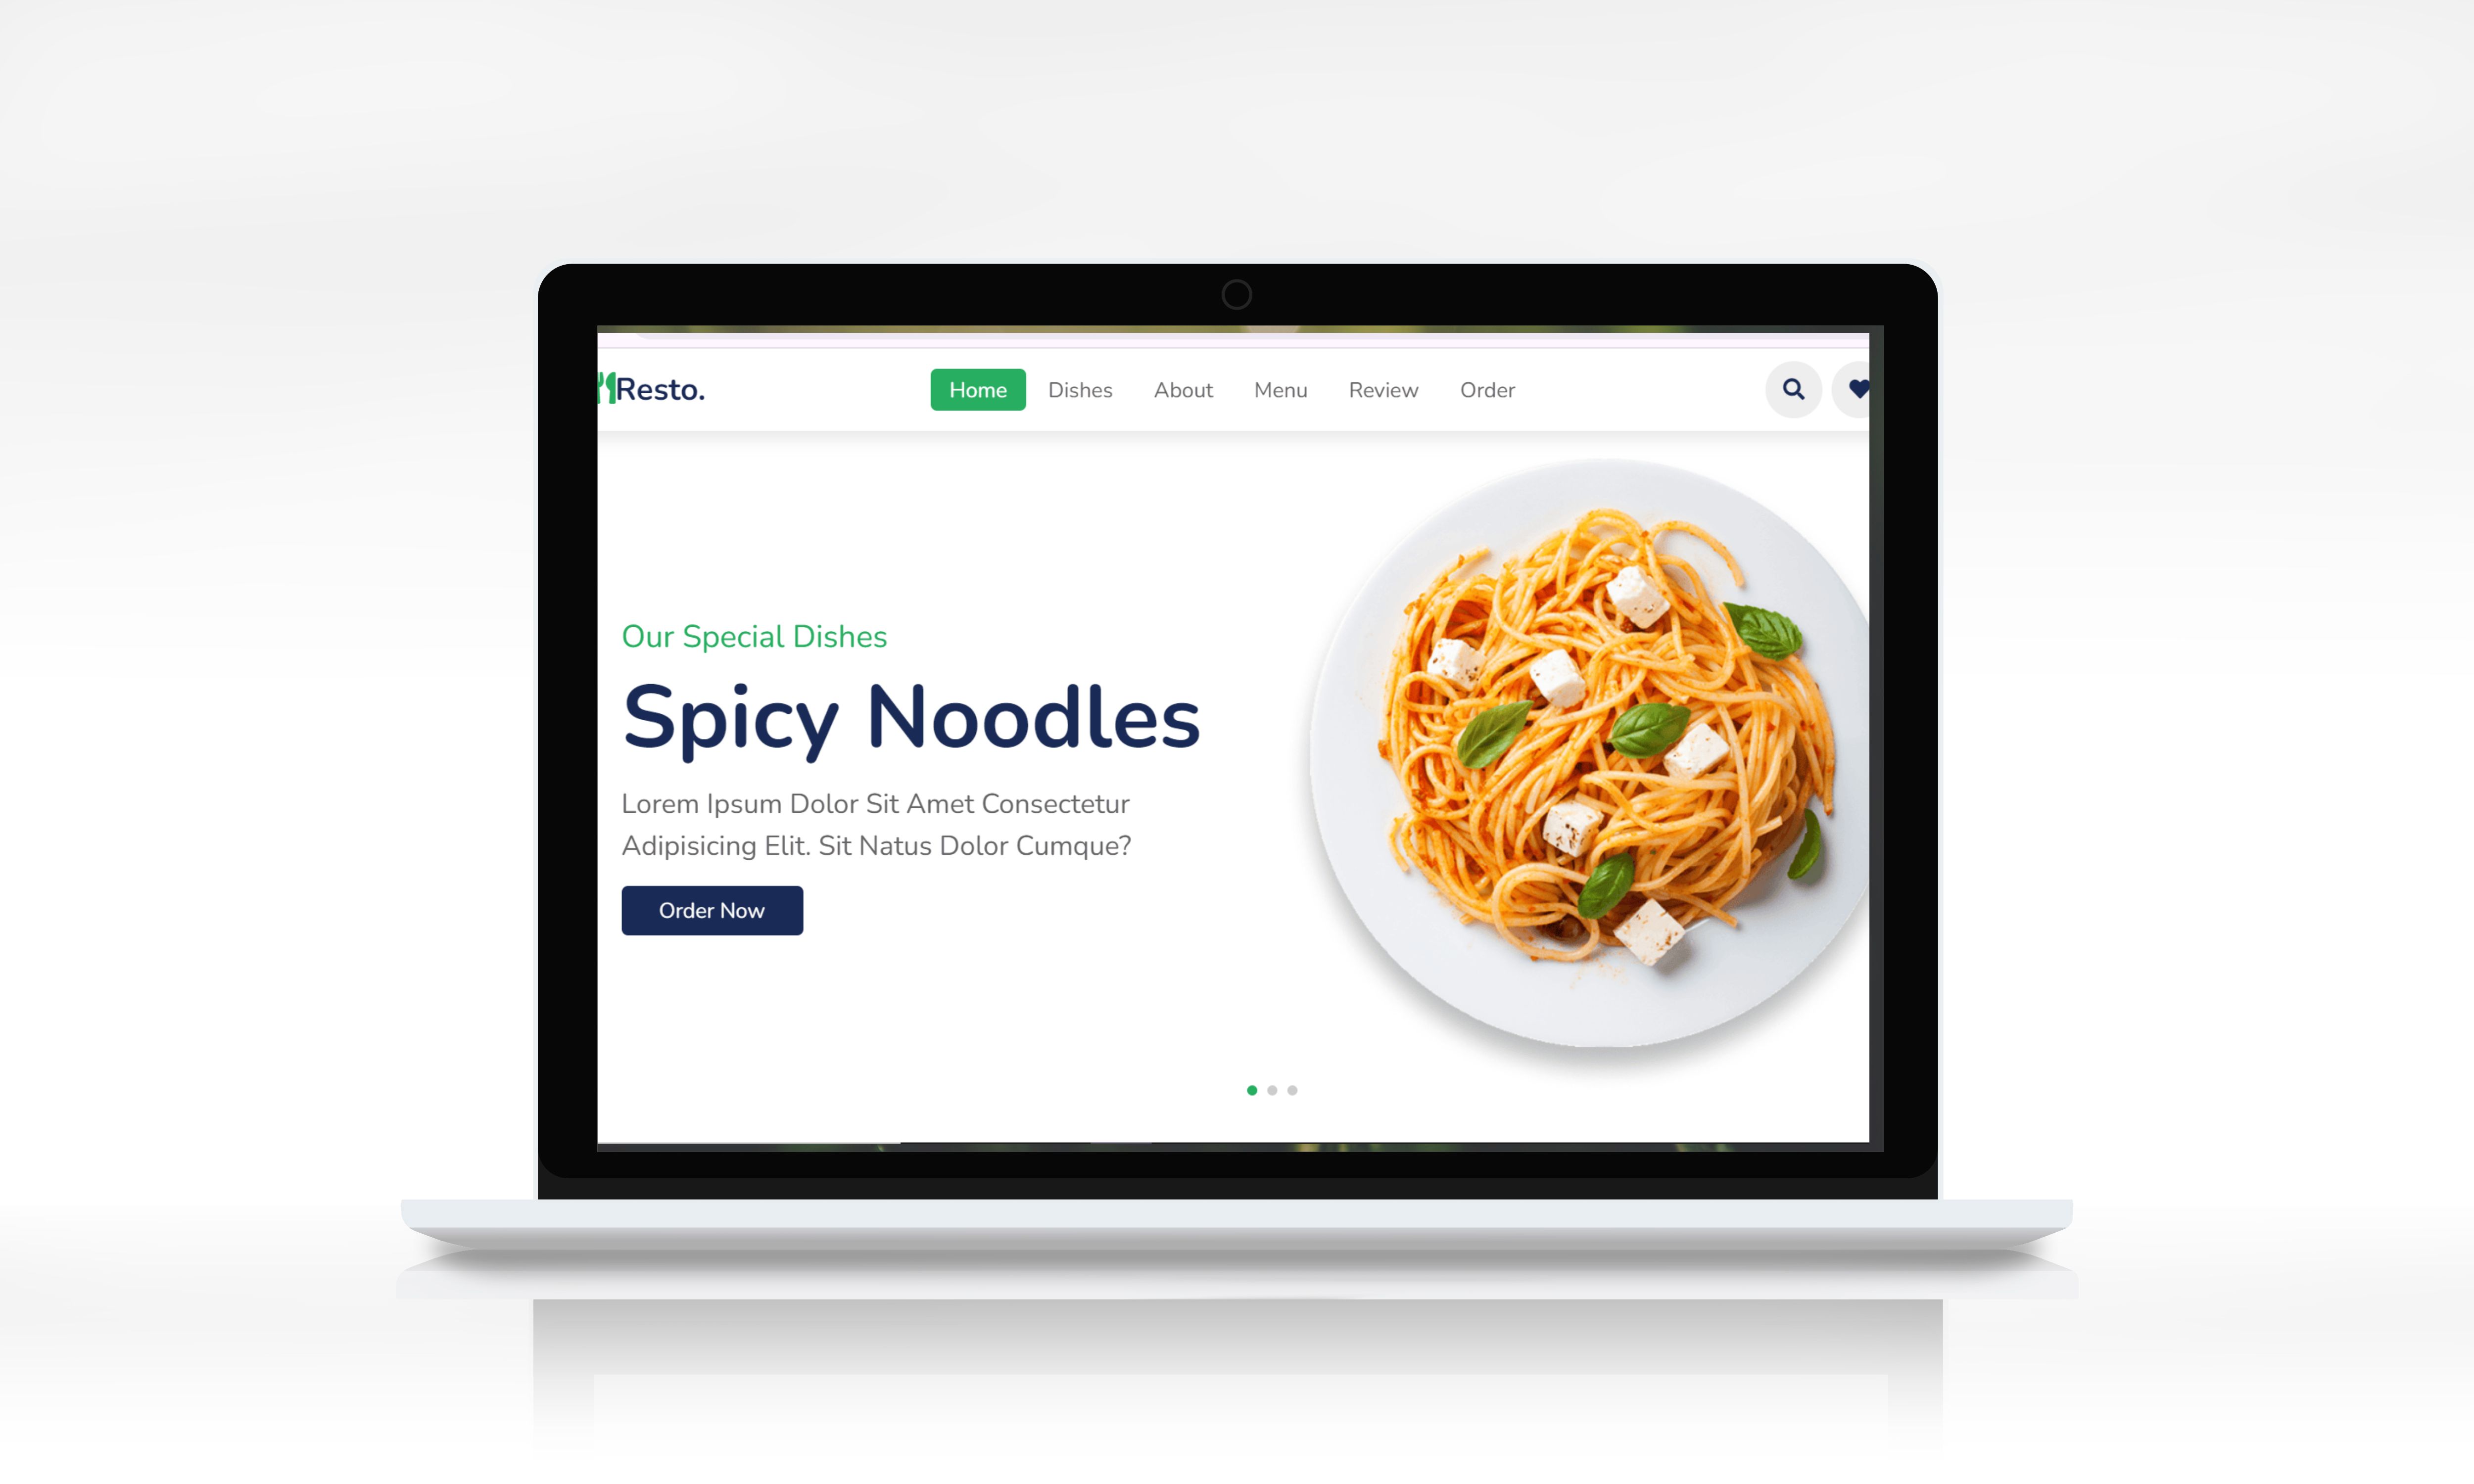 Resto.
Home Dishes About Menu Review Order
Our Special Dishes
Spicy Noodles
Lorem Ipsum Dolor Sit Amet Consectetur
Adipisicing Elit. Sit Natus Dolor Cumque?
Order Now